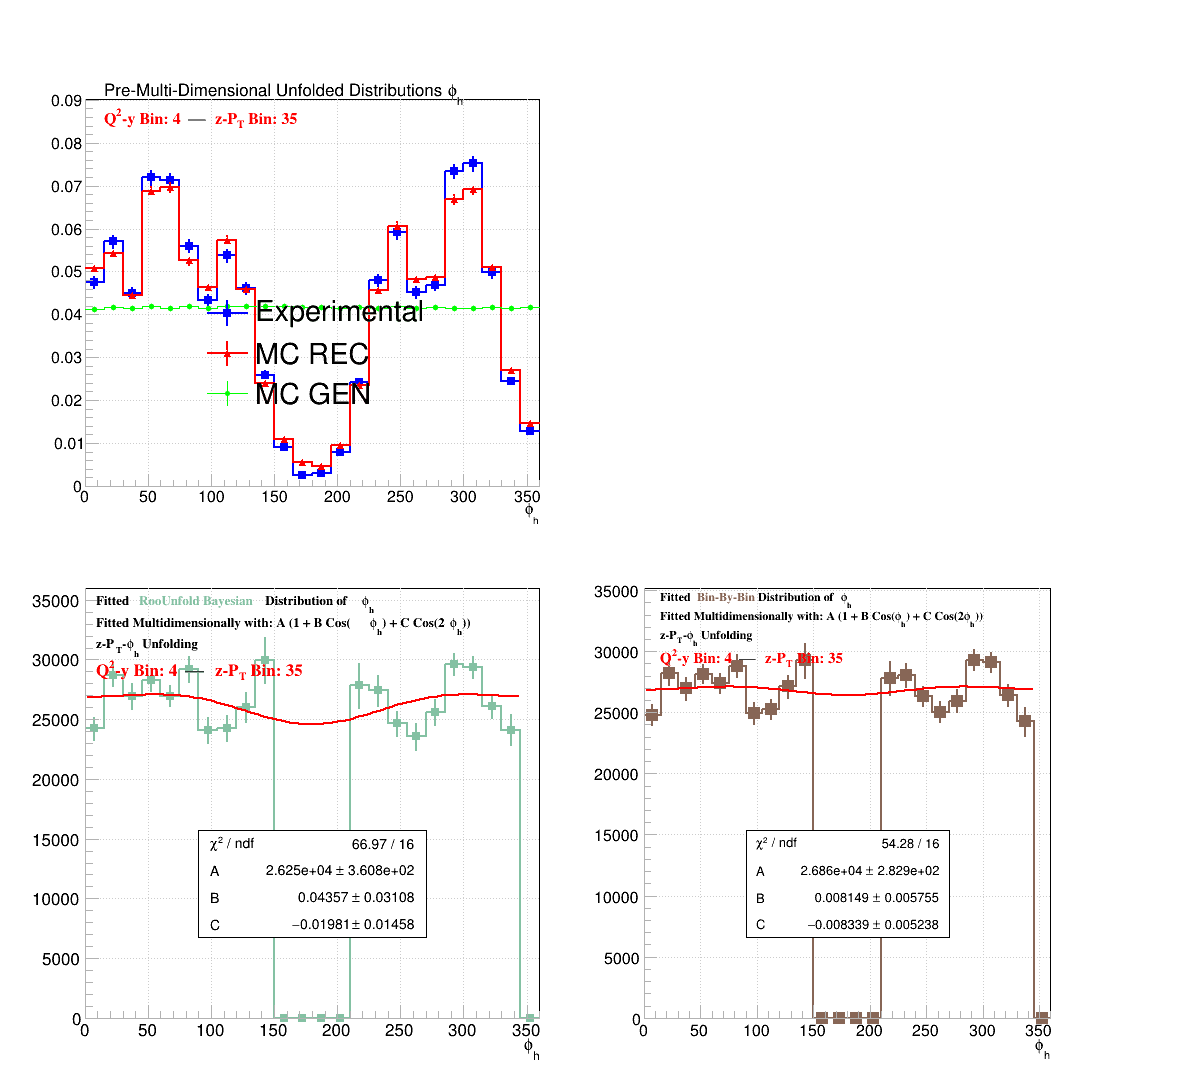 Pre-Multi-Dimensional Unfolded Distributions ϕh
Q²-y Bin: 4 — z-PT Bin: 35
0.09
0.08
0.07
0.06
0.05
0.04
0.03
0.02
0.01
0
Experimental
MC REC
MC GEN
0 50 100 150 200 250 300 350
ϕh
Fitted RooUnfold Bayesian Distribution of ϕh
Fitted Multidimensionally with: A (1 + B Cos( ϕh) + C Cos(2 ϕh))
z-PT-ϕh Unfolding
Q²-y Bin: 4 — z-PT Bin: 35
35000
30000
25000
20000
15000
10000
5000
0
χ² / ndf 66.97 / 16
A 2.625e+04 ± 3.608e+02
B 0.04357 ± 0.03108
C −0.01981 ± 0.01458
0 50 100 150 200 250 300 350
ϕh
Fitted Bin-By-Bin Distribution of ϕh
Fitted Multidimensionally with: A (1 + B Cos(ϕh) + C Cos(2ϕh))
z-PT-ϕh Unfolding
Q²-y Bin: 4 — z-PT Bin: 35
35000
30000
25000
20000
15000
10000
5000
0
χ² / ndf 54.28 / 16
A 2.686e+04 ± 2.829e+02
B 0.008149 ± 0.005755
C −0.008339 ± 0.005238
0 50 100 150 200 250 300 350
ϕh